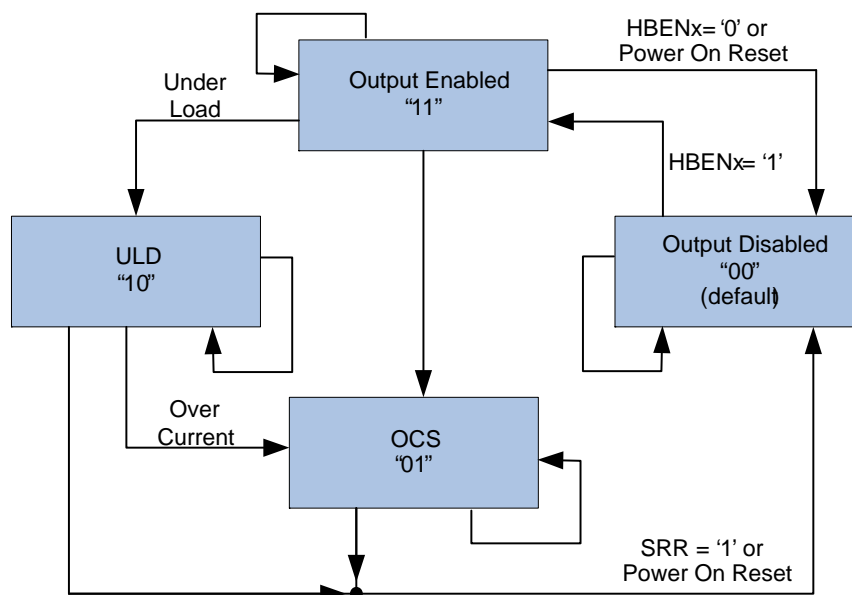 HBENx= ‘0’ or
Power On Reset
Output Enabled
“11”
Under
Load
HBENx= ‘1’
ULD
“10”
Output Disabled
“00”
(default)
Over
Current
OCS
“01”
SRR = ‘1’ or
Power On Reset